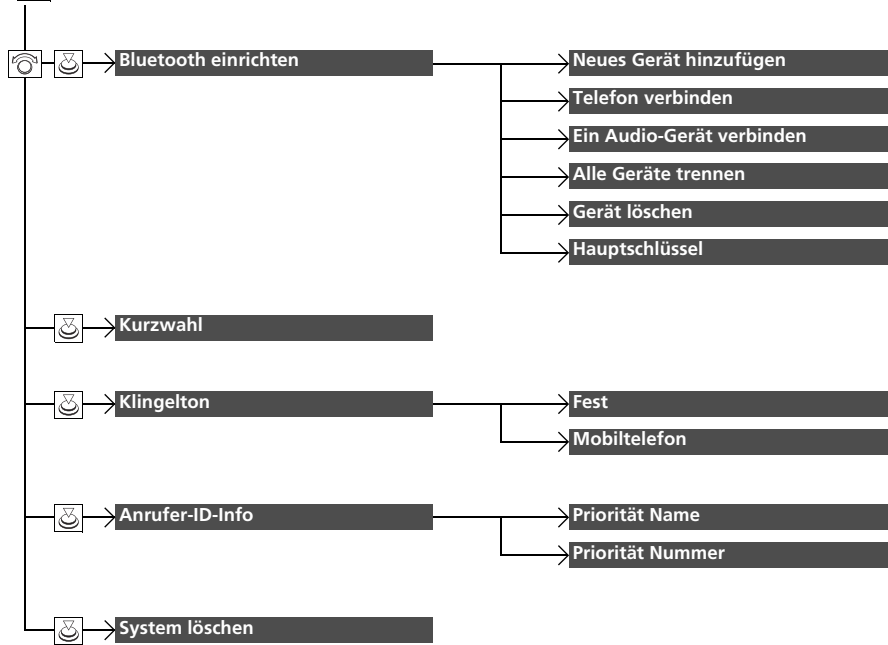 Bluetooth einrichten
Neues Gerät hinzufügen
Telefon verbinden
Ein Audio-Gerät verbinden
Alle Geräte trennen
Gerät löschen
Hauptschlüssel
Kurzwahl
Klingelton
Fest
Mobiltelefon
Anrufer-ID-Info
Priorität Name
Priorität Nummer
System löschen